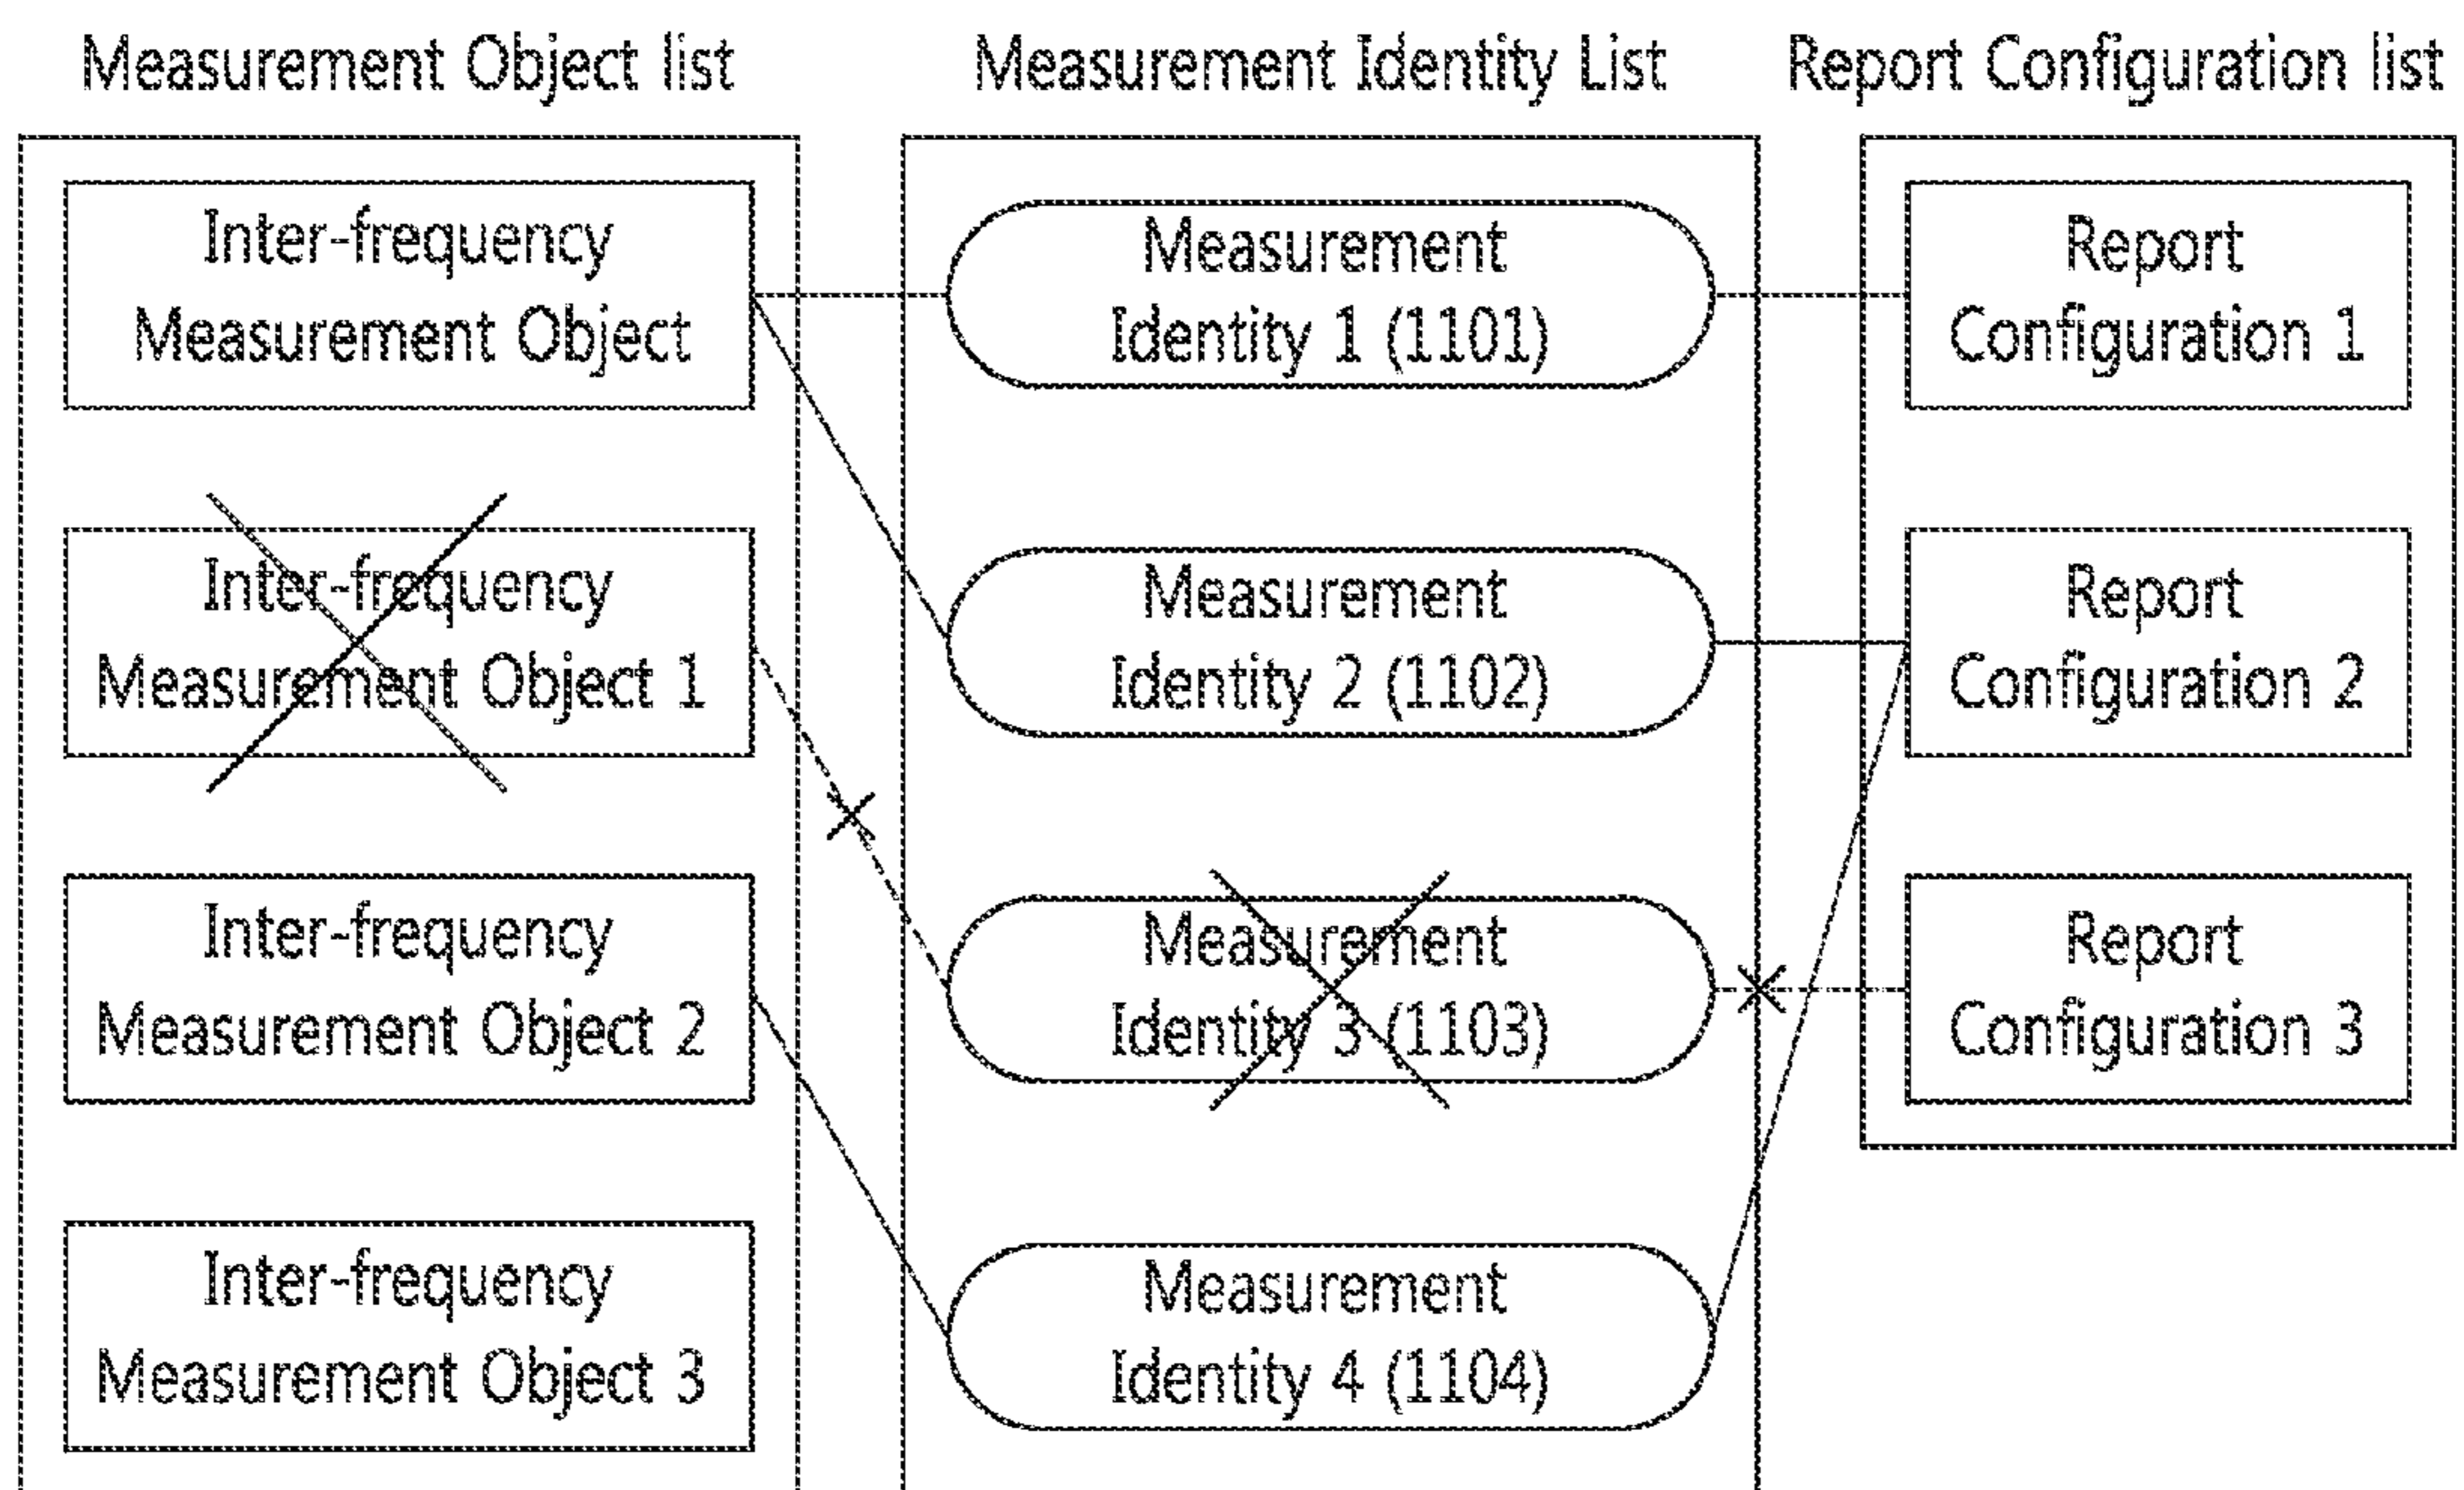 Measurement Object list
Measurement Identity List
Report Configuration list
Inter-frequency
Measurement Object
Measurement
Identity 1 (1101)
Report
Configuration 1
Inter-frequency
Measurement Object 1
Measurement
Identity 2 (1102)
Report
Configuration 2
Inter-frequency
Measurement Object 2
Measurement
Identity 3 (1103)
Report
Configuration 3
Inter-frequency
Measurement Object 3
Measurement
Identity 4 (1104)